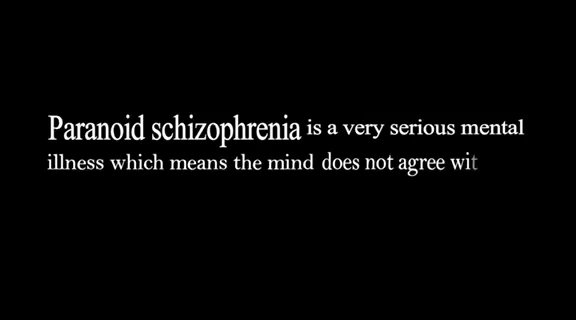 Paranoid schizophrenia is a very serious mental
illness which means the mind does not agree wit